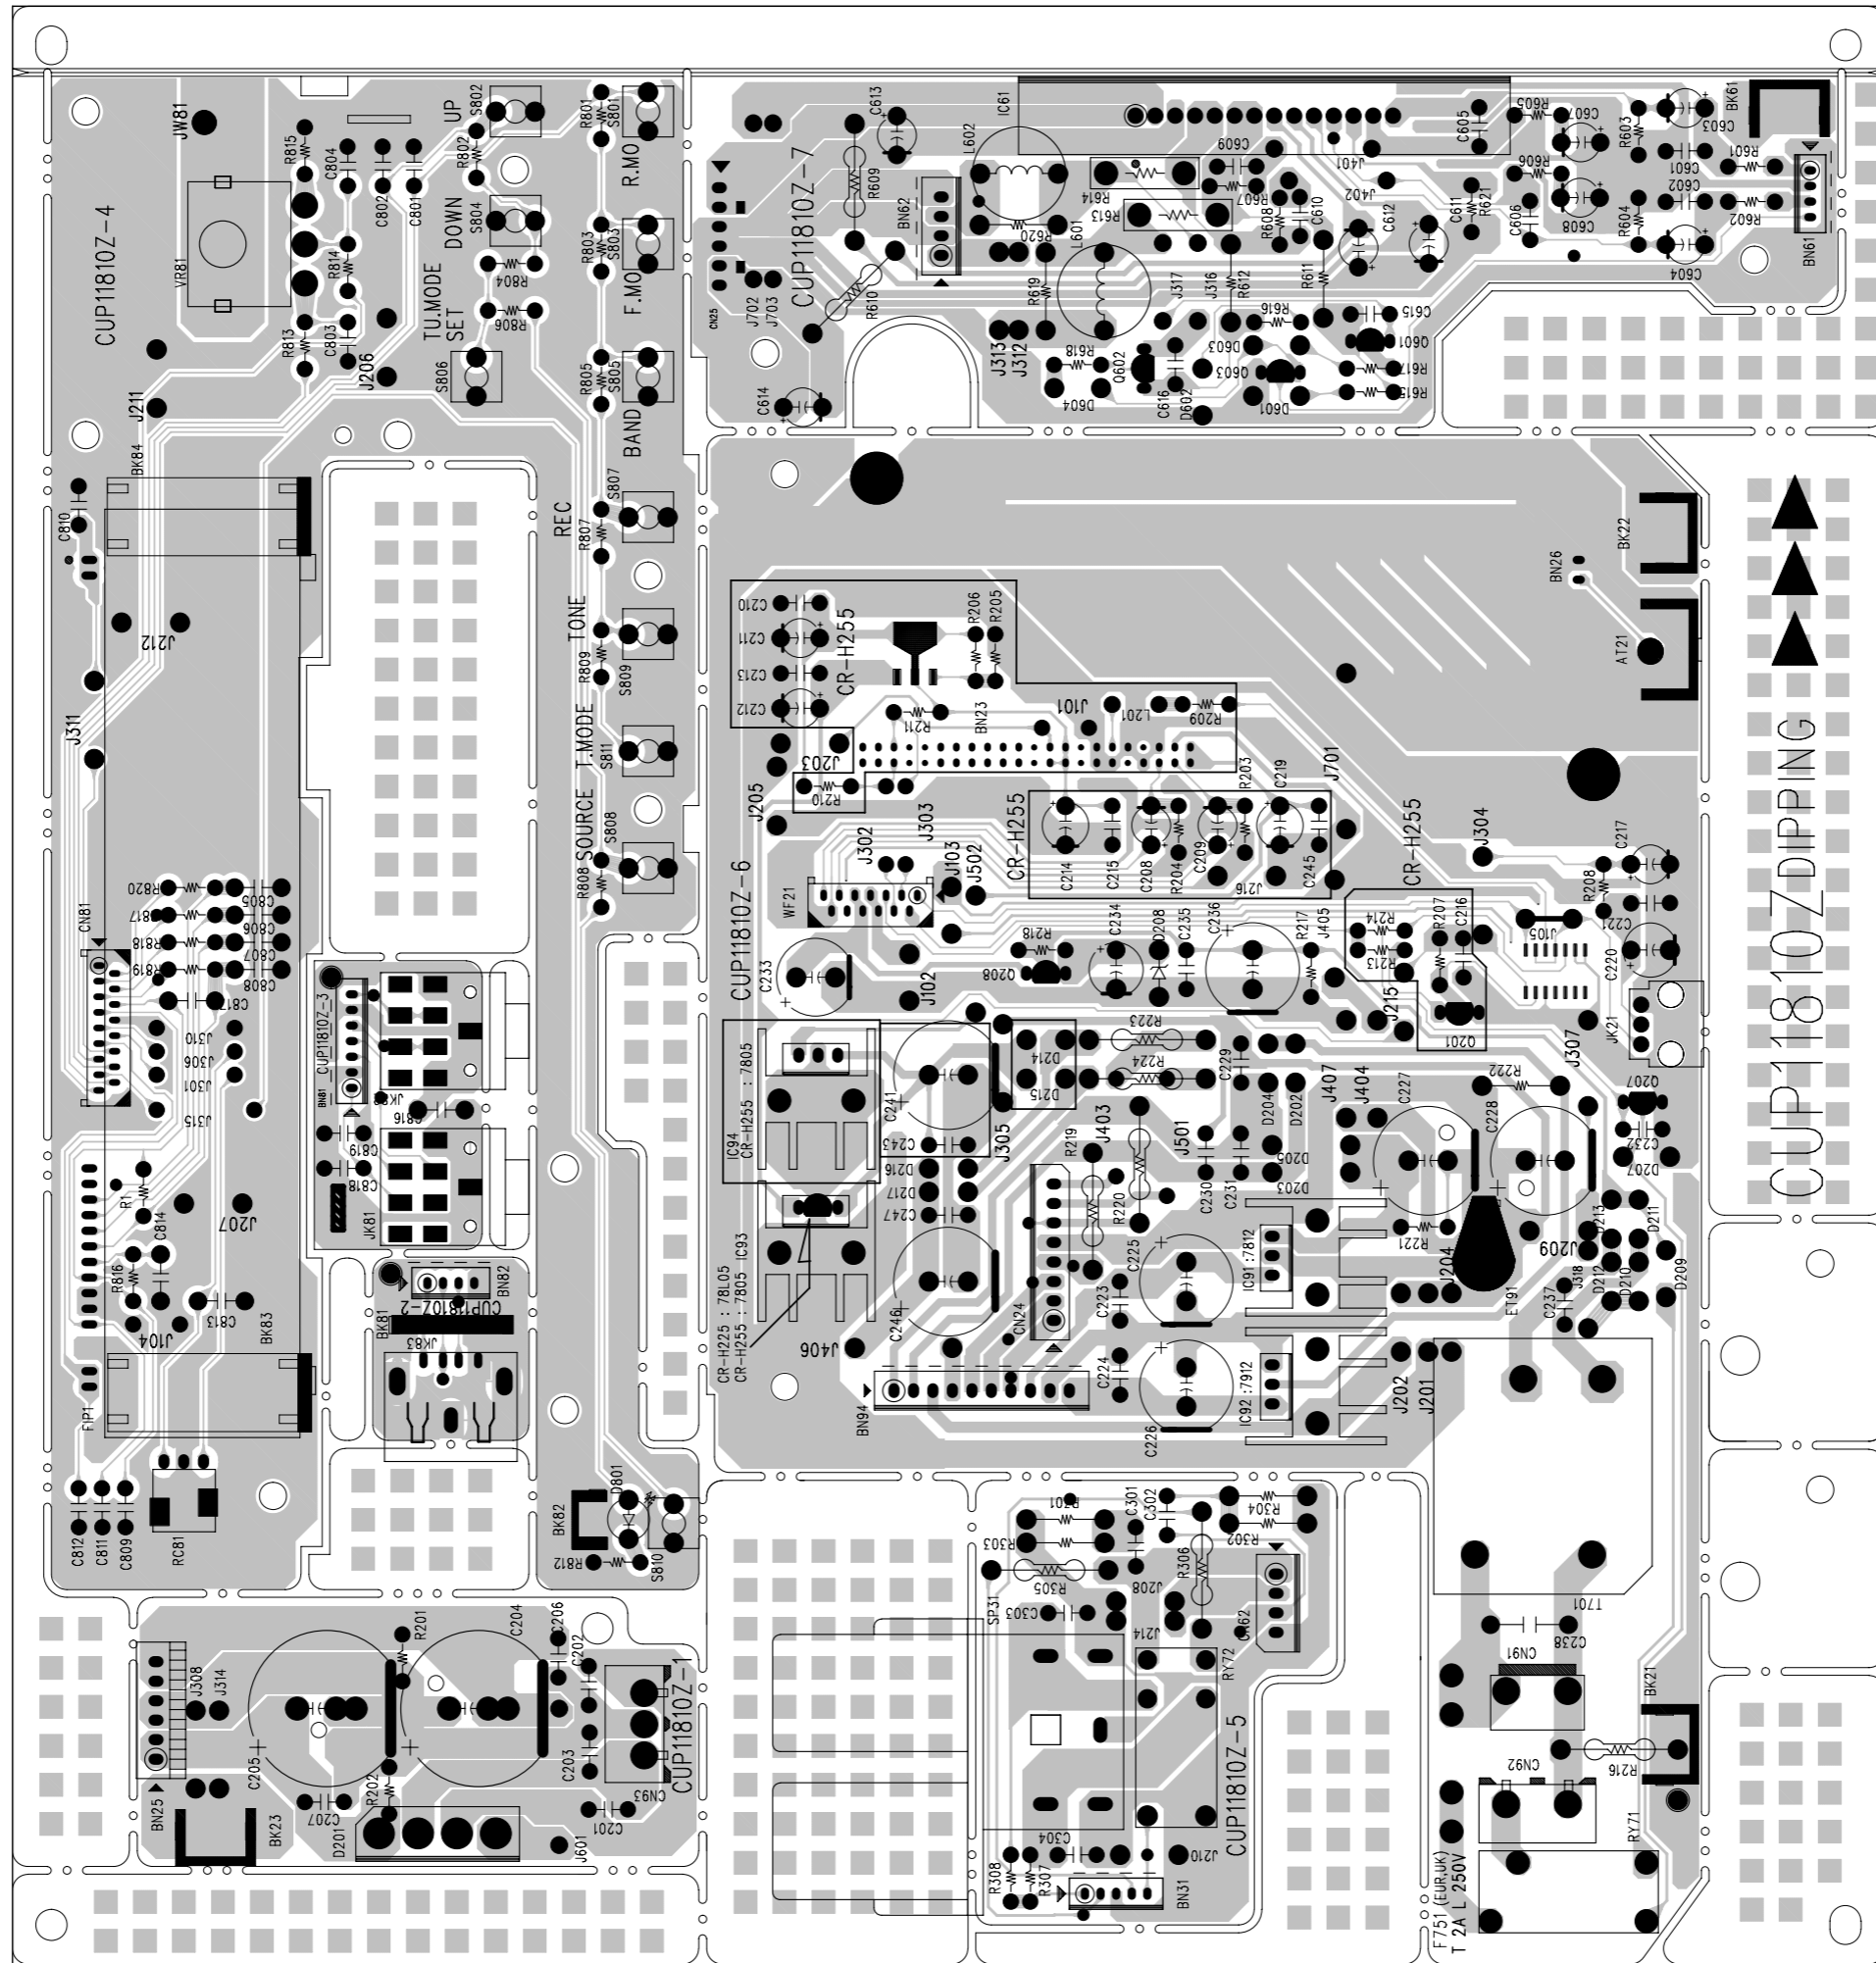 CUP11810Z-4
JW81
VR81
R815
C804
C802
C801
R814
R813
C803
J206
J211
UP
S802
R802
DOWN
S804
R804
TU.MODE
SET
R806
S806
R801
S801
R.MO
R803
S803
F.MO
R805
S805
BAND
CN25
J702
J703
CUP11810Z-7
C613
R609
R610
BN62
C614
L602
IC61
R620
L601
R619
J313
J312
R614
R613
C609
R607
R608
C610
J401
J402
C612
C611
R621
C605
J317
J316
R612
R611
R616
C615
Q601
R617
R615
R618
Q602
D604
C616
D602
Q603
D603
D601
R605
C607
R606
C606
C608
R603
C603
R601
C601
C602
R602
R604
C604
BK61
BN61
BK84
C810
J212
J311
REC
S807
R807
TONE
R809
S809
T.MODE
S811
SOURCE
R808
S808
C210
C211
C213
C212
CR-H255
R206
R205
R211
BN23
J101
L201
R209
J203
R210
J205
J302
J303
WF21
J103
J502
CR-H255
C214
C215
C208
R204
C209
R203
C219
J216
C245
J701
CR-H255
J304
R208
C217
BN26
BK22
AT21
CUP11810Z DIPPING
CUP11810Z-6
C233
J102
R218
Q208
C234
D208
C235
C236
R217
J405
R214
R213
R207
C216
J215
Q201
J105
C221
C220
JK21
J307
R820
R817
R818
R819
CN81
C805
C806
C807
C808
C817
J310
J306
J301
J315
CUP11810Z_3
BN81
JK82
C816
C819
C818
JK81
R1
C814
J207
R816
J104
C813
BK83
FIP1
BN82
CUP11810Z-2
BK81
JK83
IC94
CR-H255 : 7805
C241
C243
D216
D217
C247
C246
J305
D214
D215
R223
R224
J403
R219
R220
J501
C229
D204
D202
C230
C231
D205
D203
J407
J404
C227
C228
R222
Q207
C232
D207
R221
J204
J209
D213
D211
D212
D210
D209
J318
C237
ET91
CR-H225 : 78L05
CR-H255 : 7805 IC93
J406
CN24
C223
C225
IC91 :7812
C224
C226
IC92 :7912
BN94
J202
J201
C812
C811
C809
RC81
BK82
D801
R812
S810
R301
R303
R305
C301
C302
R304
R302
R306
J208
SP31
C303
J214
CN62
RY72
CUP11810Z-5
T701
C238
CN91
BK21
CN92
R216
RY71
F751 (EUR,UK)
T 2A L 250V
J308
J314
C205
R201
C204
C206
C202
C203
CN93
CUP11810Z-1
R202
C207
D201
C201
J601
BN25
BK23
C304
J210
R308
R307
BN31